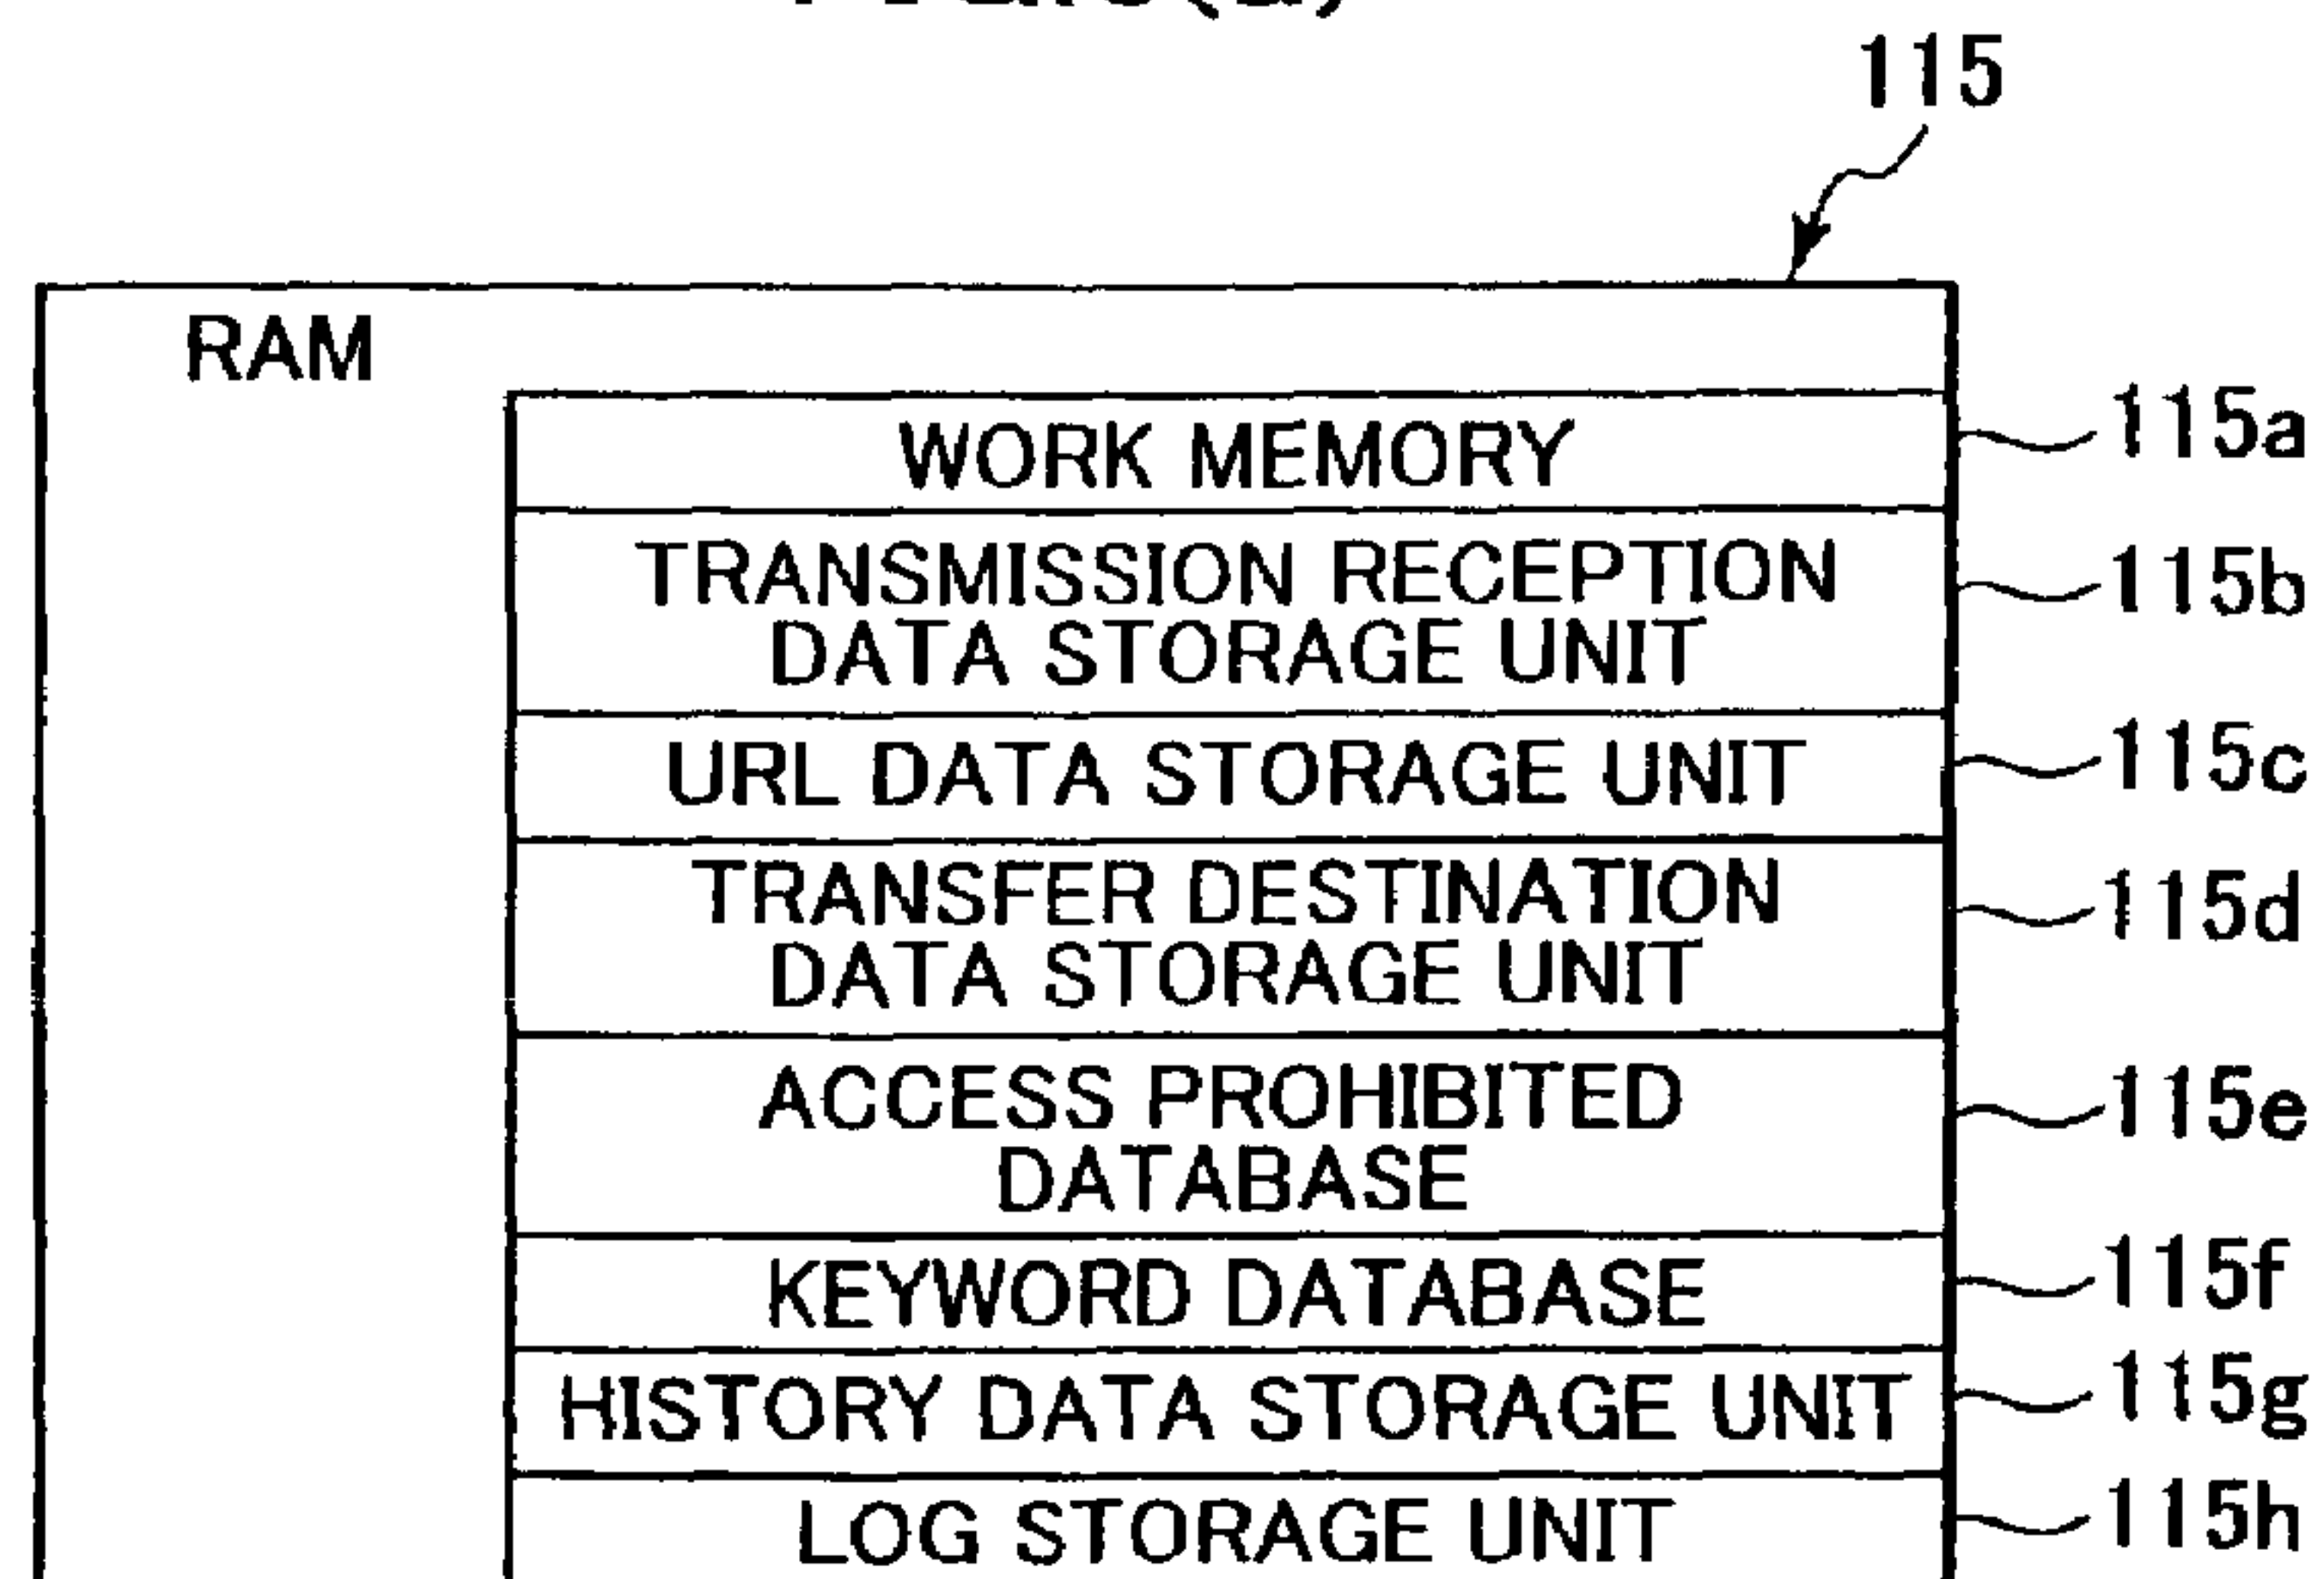 115
RAM
WORK MEMORY
115a
TRANSMISSION RECEPTION
DATA STORAGE UNIT
115b
URL DATA STORAGE UNIT
115c
TRANSFER DESTINATION
DATA STORAGE UNIT
115d
ACCESS PROHIBITED
DATABASE
115e
KEYWORD DATABASE
115f
HISTORY DATA STORAGE UNIT
115g
LOG STORAGE UNIT
115h